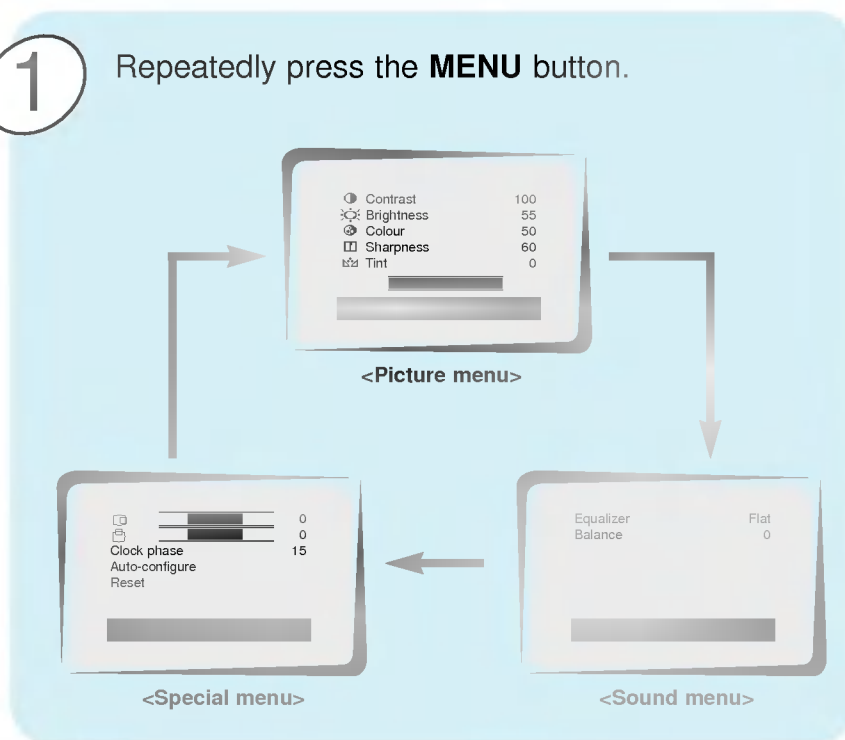 1
Repeatedly press the MENU button.
Contrast 100
Brightness 55
Colour 50
Sharpness 60
Tint 0
<Picture menu>
0
0
Clock phase 15
Auto-configure
Reset
<Special menu>
Equalizer Flat
Balance 0
<Sound menu>